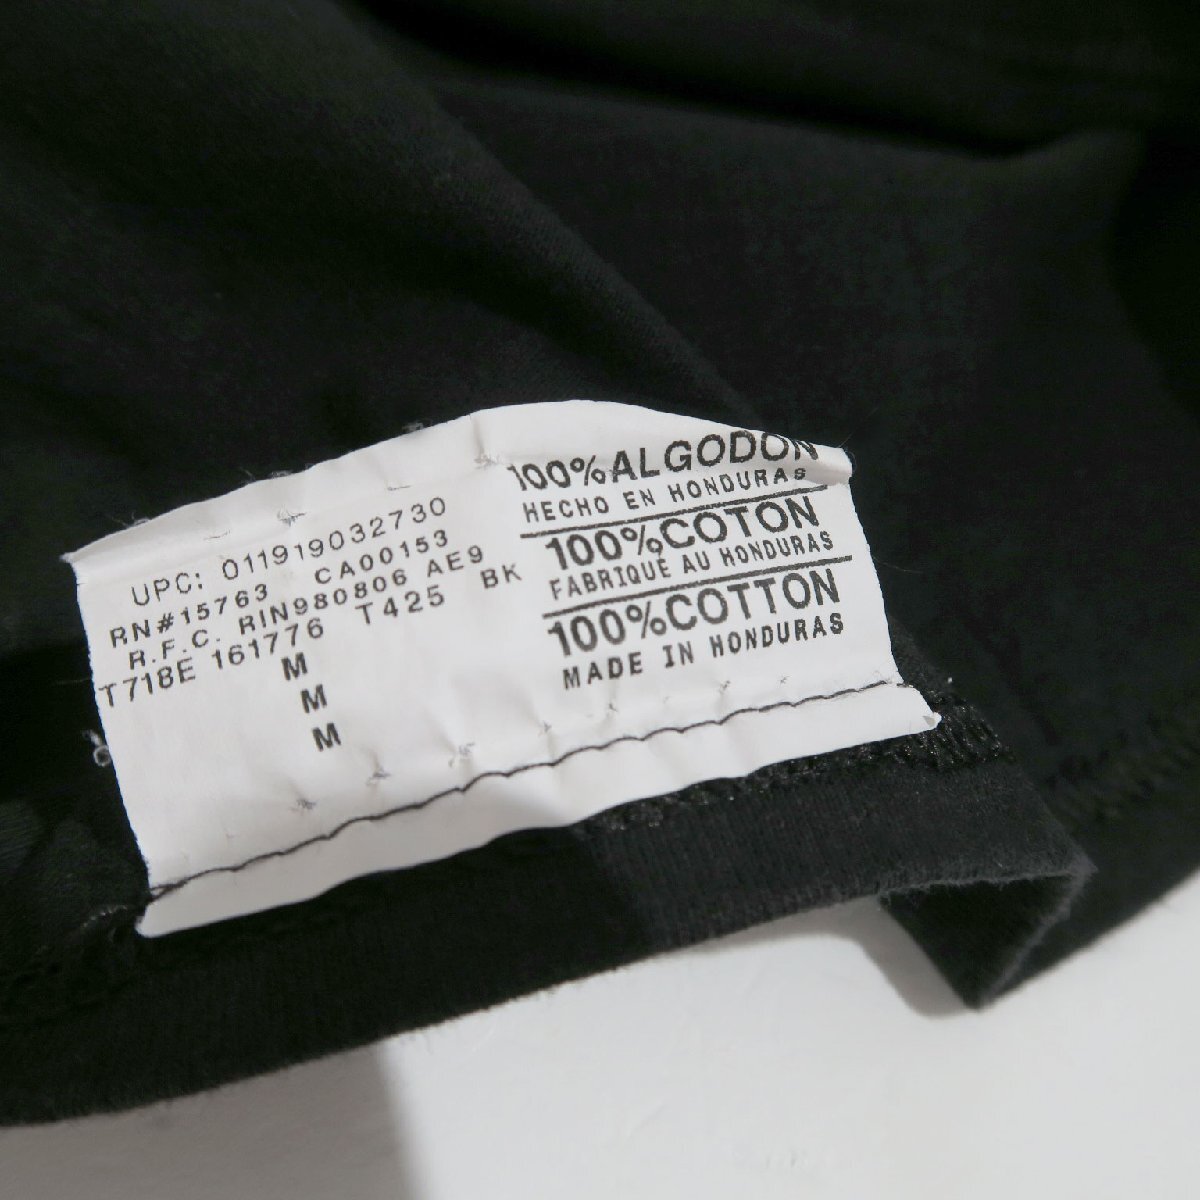 UPC: 011919032730
RN#15763 CA00153
R.F.C. RIN980806 AE9
T718E 161776 T425 BK
M
M
M
100%ALGODON
HECHO EN HONDURAS
100%COTON
FABRIQUE AU HONDURAS
100%COTTON
MADE IN HONDURAS